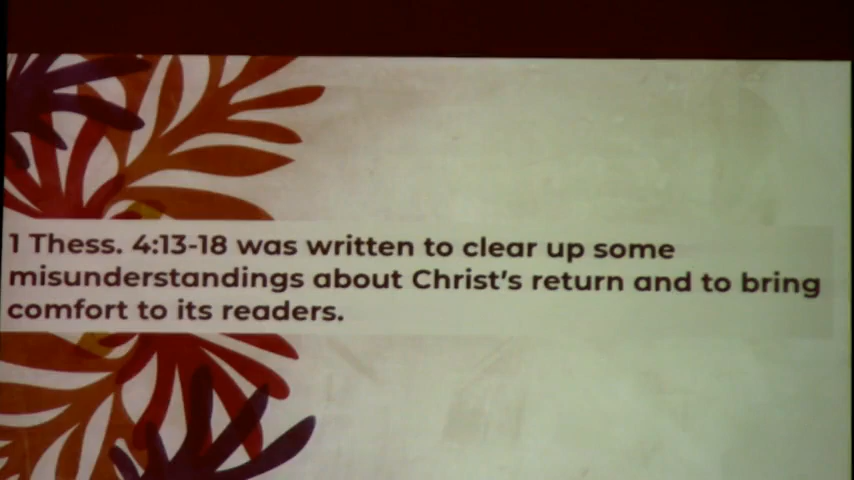 1 Thess. 4:13-18 was written to clear up some
misunderstandings about Christ's return and to bring
comfort to its readers.